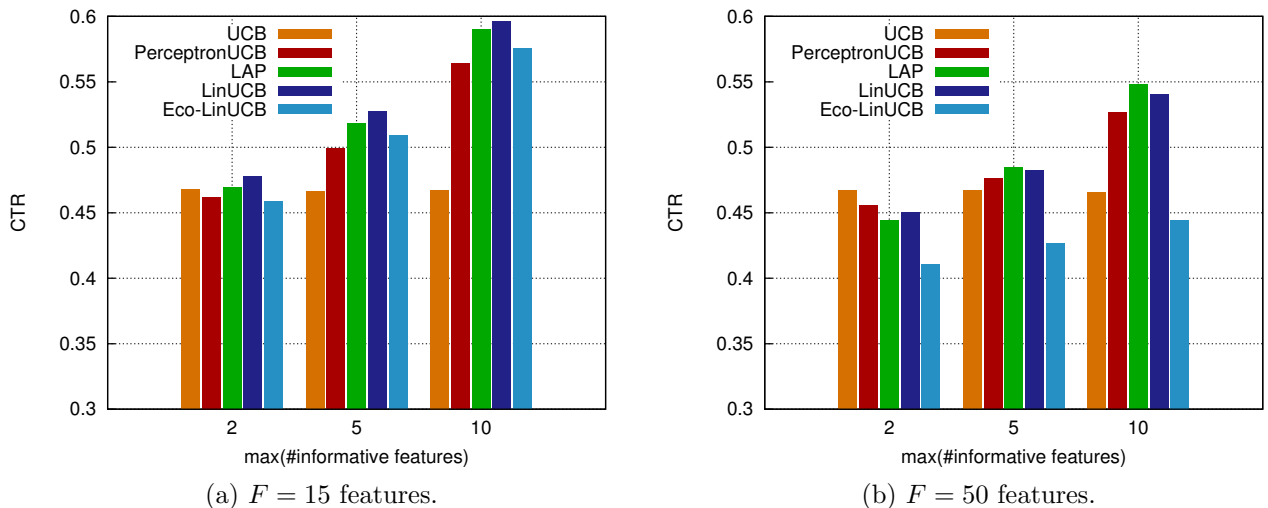 0.6
0.55
0.5
0.45
0.4
0.35
0.3
CTR
UCB
PerceptronUCB
LAP
LinUCB
Eco-LinUCB
2 5 10
max(#informative features)
(a) F = 15 features.
0.6
0.55
0.5
0.45
0.4
0.35
0.3
CTR
UCB
PerceptronUCB
LAP
LinUCB
Eco-LinUCB
2 5 10
max(#informative features)
(b) F = 50 features.